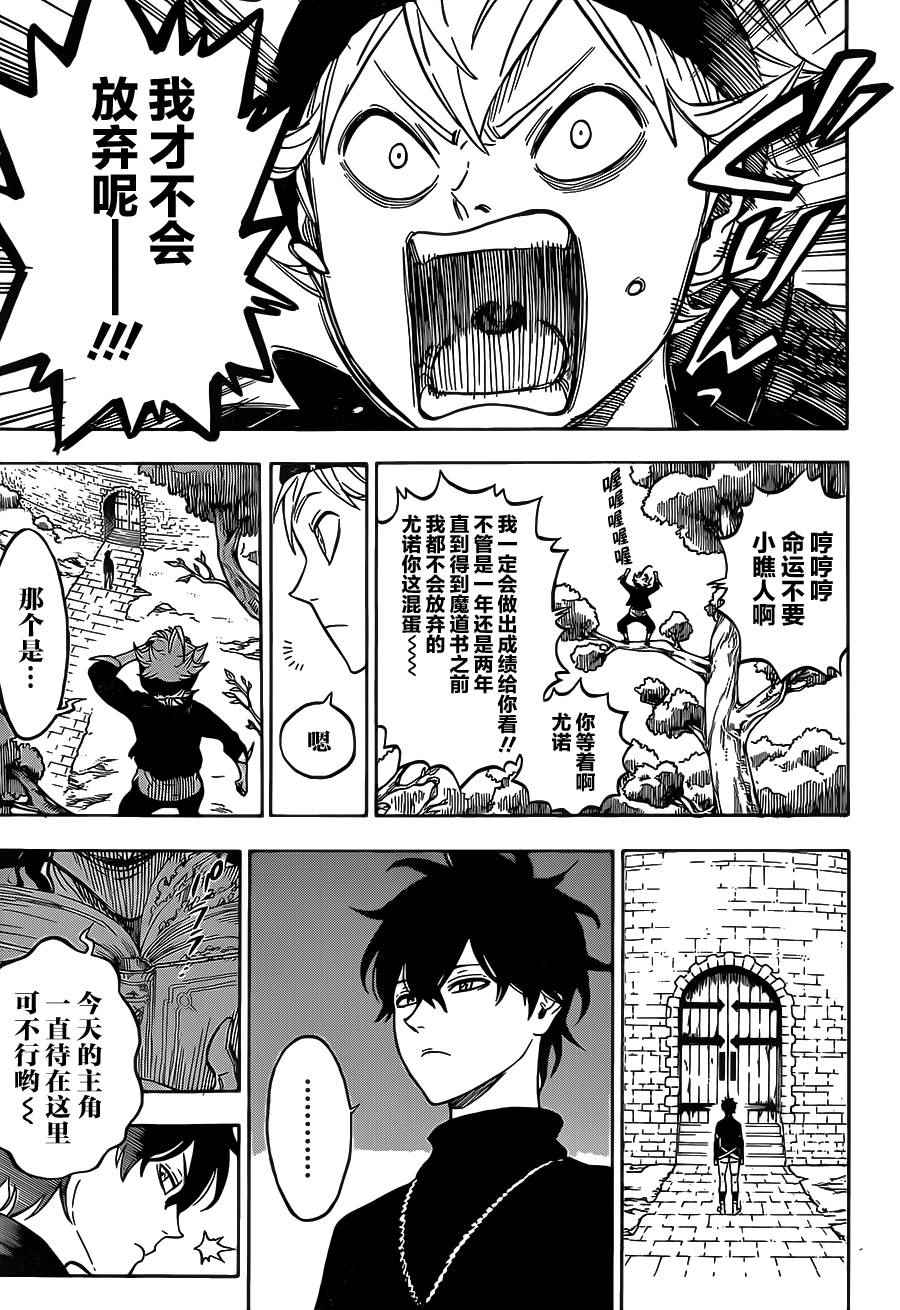 我才不会
放弃呢——!!!
哼哼哼
命运不要
小瞧人啊
你等着啊
尤诺
喔喔喔喔喔
我一定会做出成绩给你看!!
不管是一年还是两年
直到得到魔道书之前
我都不会放弃的
尤诺你这混蛋~~~
嗯
那个是…
…………
パラララ
今天的主角
一直待在这里
可不行哟~